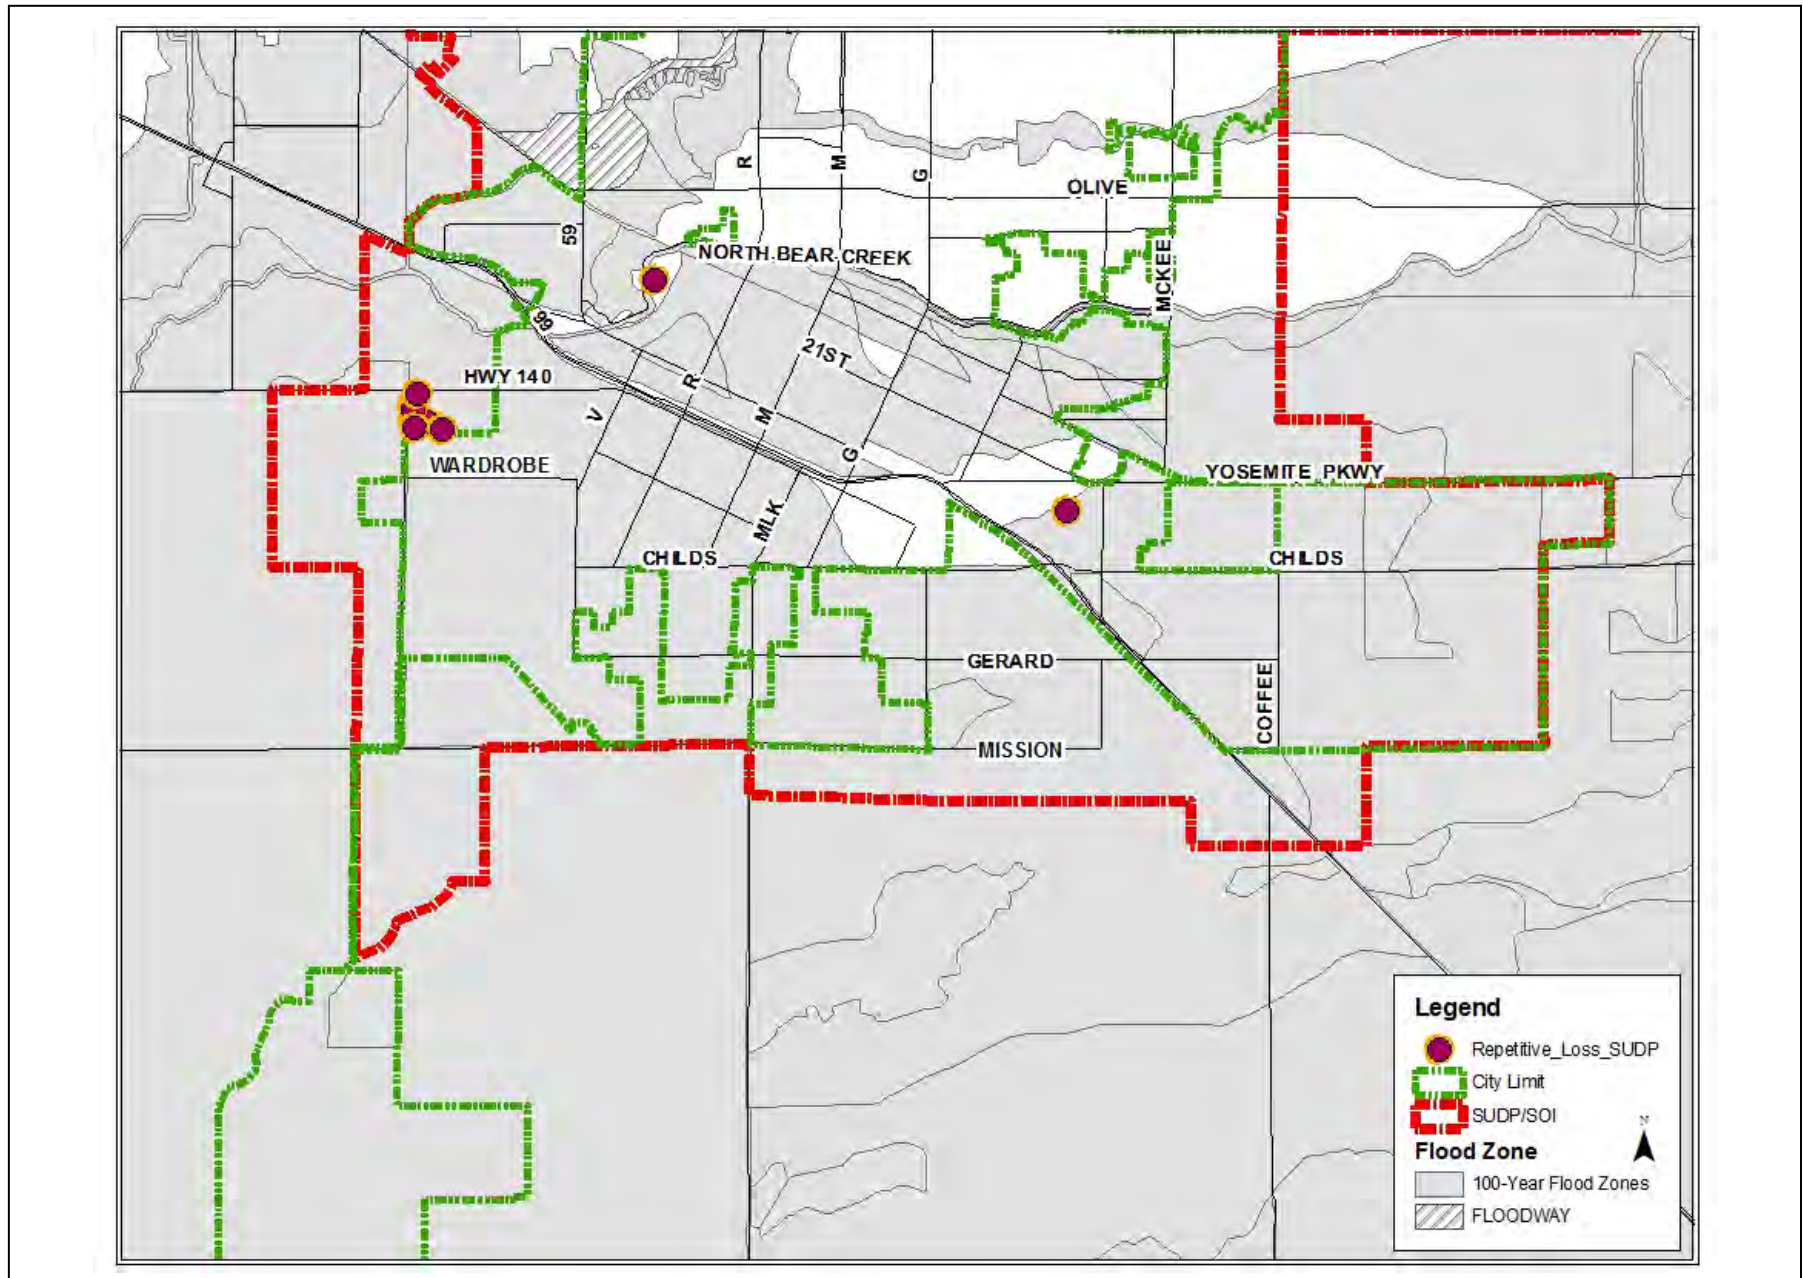 R
M
G
OLIVE
59
NORTH BEAR CREEK
MCKEE
99
21ST
HWY 140
R
V
M
G
WARDROBE
YOSEMITE PKWY
MLK
CHILDS
CHILDS
GERARD
COFFEE
MISSION
Legend
Repetitive_Loss_SUDP
City Limit
SUDP/SOI
N
Flood Zone
100-Year Flood Zones
FLOODWAY